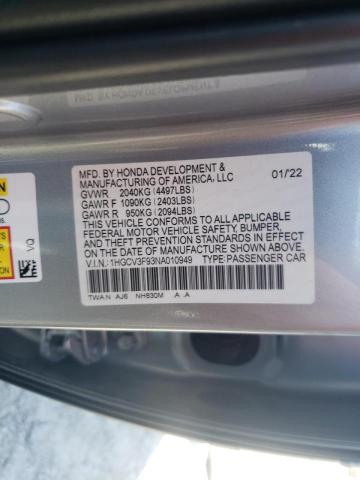 MFD. BY HONDA DEVELOPMENT &
MANUFACTURING OF AMERICA, LLC 01/22
GVWR 2040KG (4497LBS)
GAWR F 1090KG (2403LBS)
GAWR R 950KG (2094LBS)
THIS VEHICLE CONFORMS TO ALL APPLICABLE
FEDERAL MOTOR VEHICLE SAFETY, BUMPER,
AND THEFT PREVENTION STANDARDS IN EFFECT
ON THE DATE OF MANUFACTURE SHOWN ABOVE.
V.I.N.: 1HGCV3F93NA010949 TYPE: PASSENGER CAR
TWA N AJ6 NH830M A A
VQ